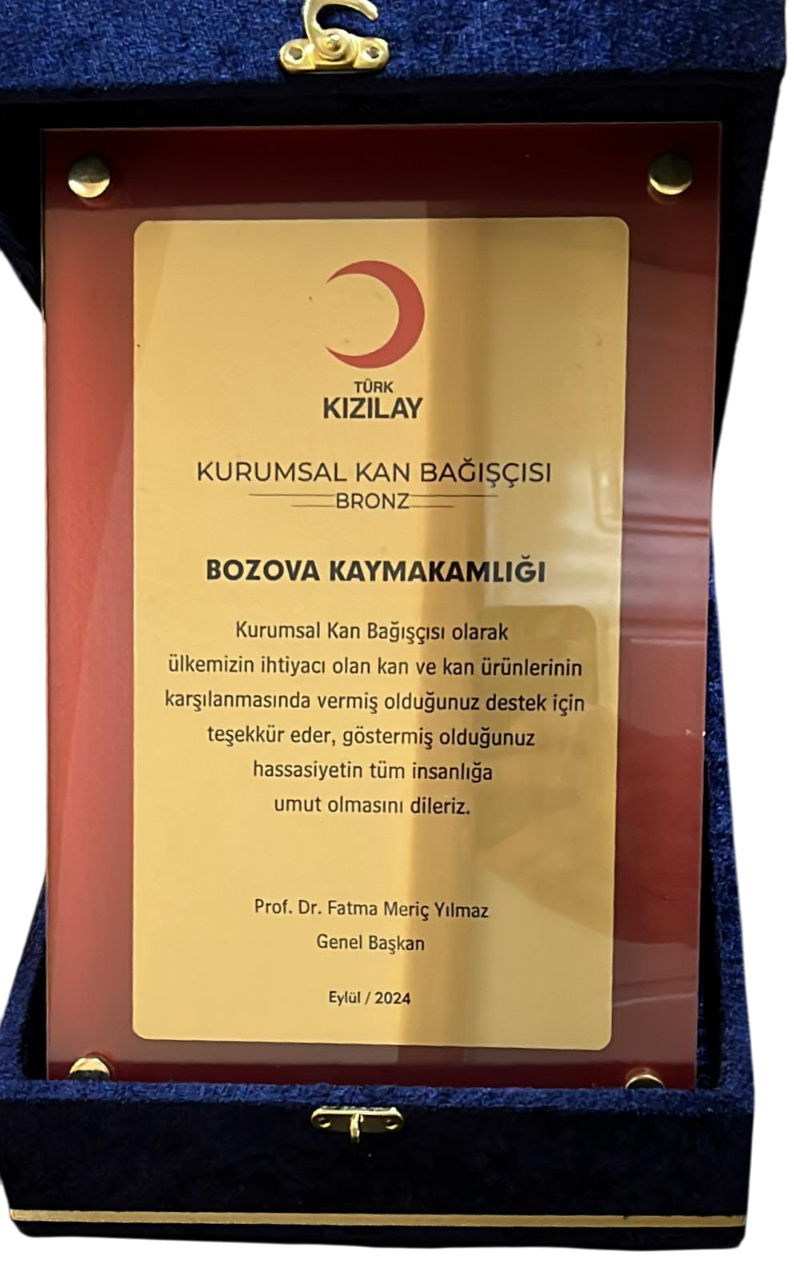 TÜRK
KIZILAY
KURUMSAL KAN BAĞIŞÇISI
BRONZ
BOZOVA KAYMAKAMLIĞI
Kurumsal Kan Bağışçısı olarak
ülkemizin ihtiyacı olan kan ve kan ürünlerinin
karşılanmasında vermiş olduğunuz destek için
teşekkür eder, göstermiş olduğunuz
hassasiyetin tüm insanlığa
umut olmasını dileriz.
Prof. Dr. Fatma Meriç Yılmaz
Genel Başkan
Eylül / 2024